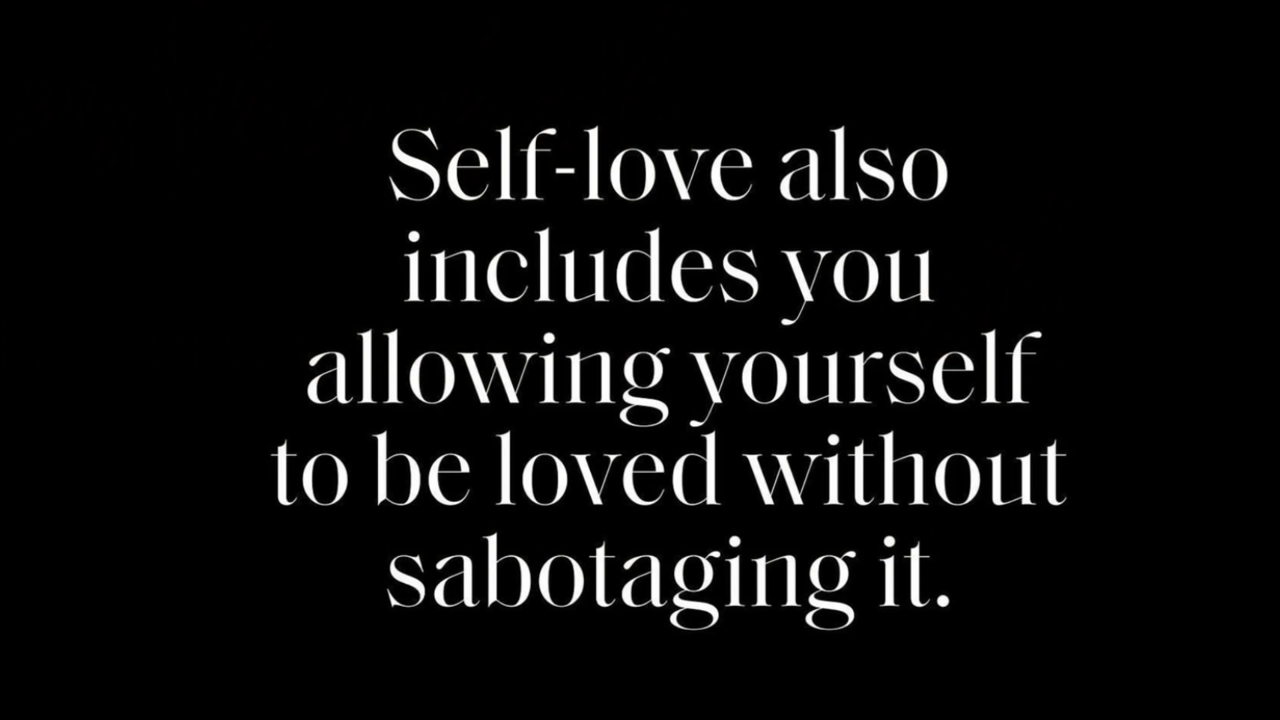 Self-love also
includes you
allowing yourself
to be loved without
sabotaging it.